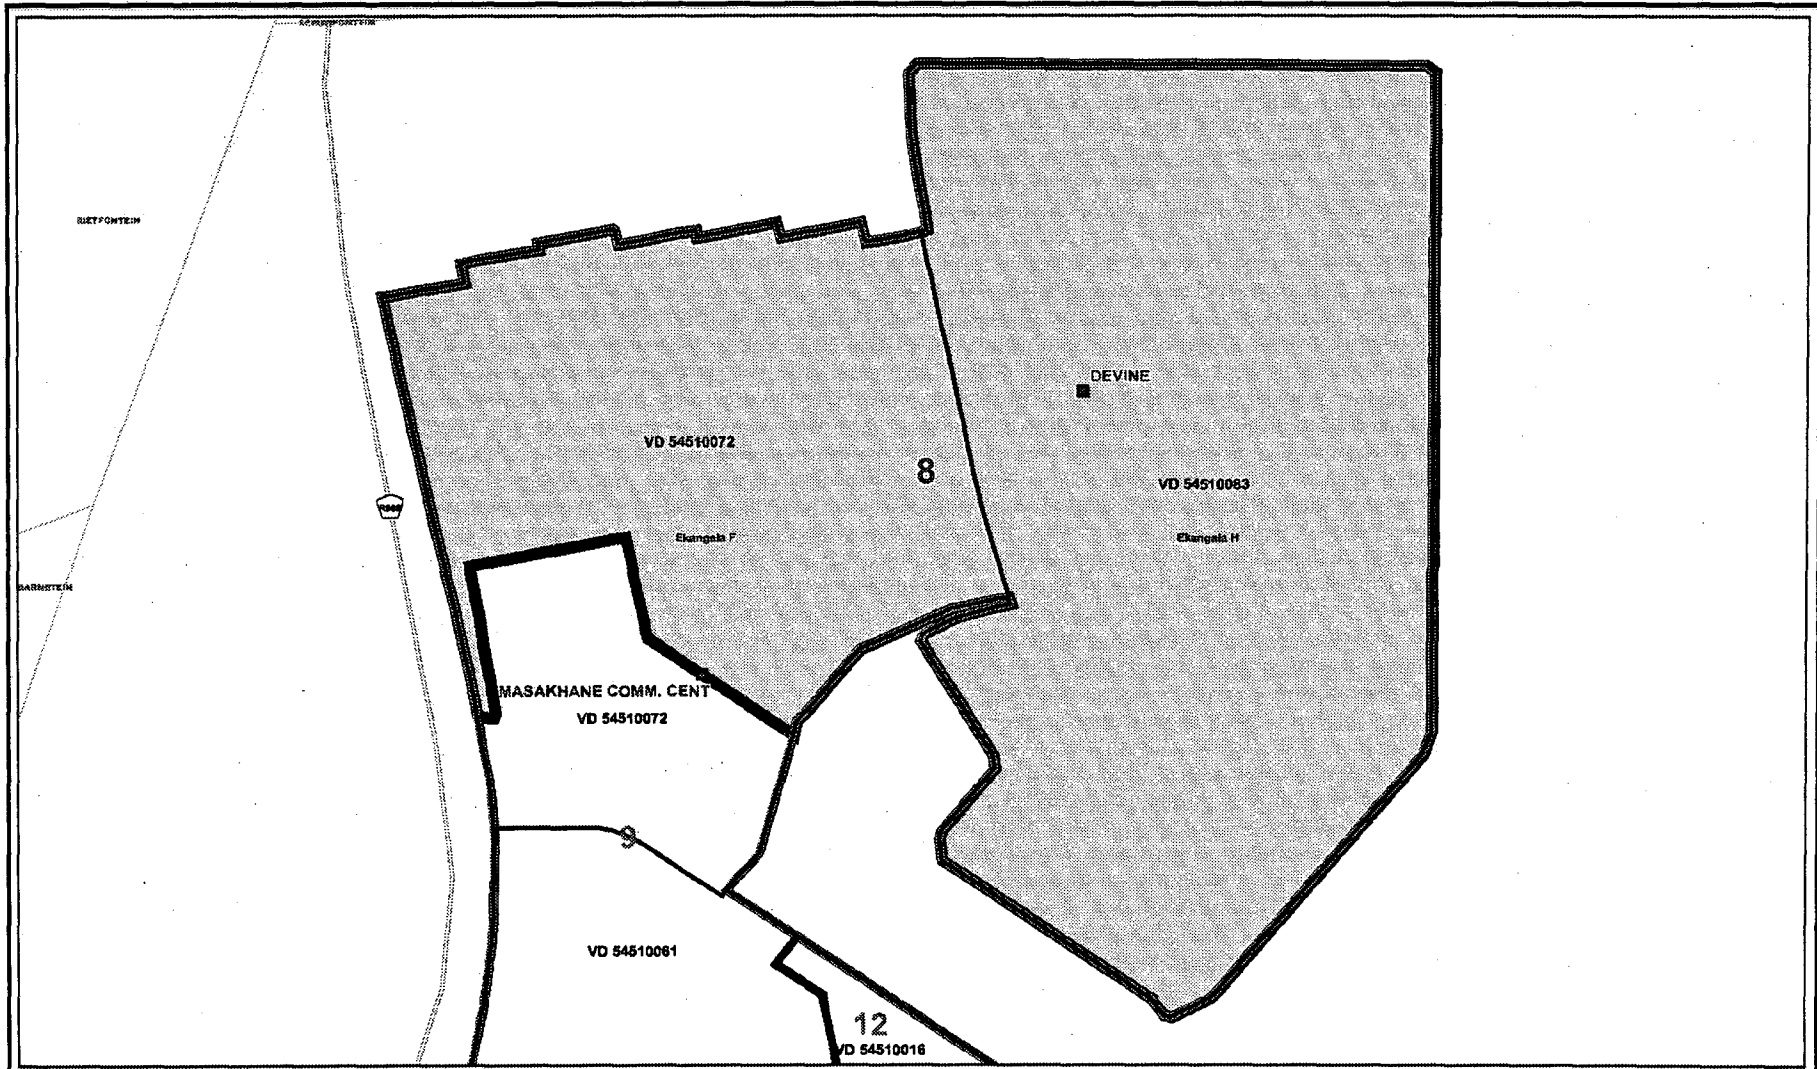 RIETFONTEIN
DEVINE
VD 54510072
8
VD 54510083
Ekangala F
Ekangala H
MASAKHANE COMM. CENT
VD 54510072
9
VD 54510061
12
VD 54510016